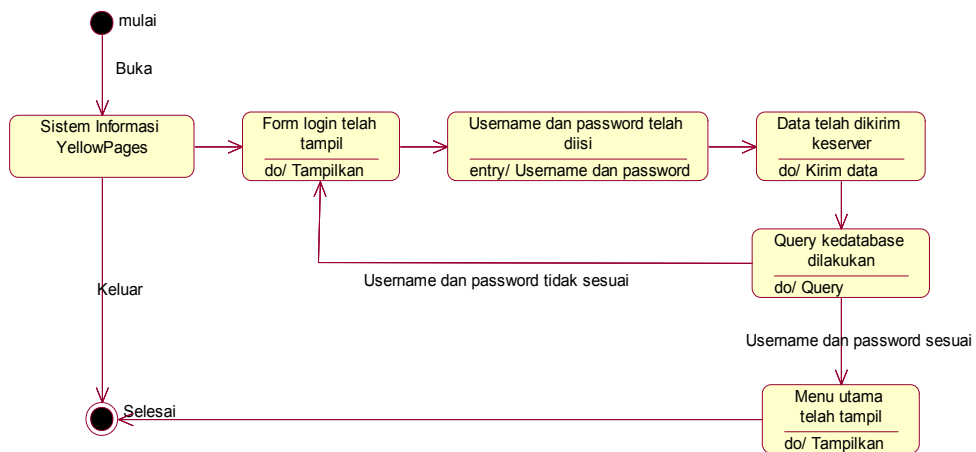 mulai
Buka
Sistem Informasi
YellowPages
Form login telah
tampil
do/ Tampilkan
Username dan password telah
diisi
entry/ Username dan password
Data telah dikirim
keserver
do/ Kirim data
Query kedatabase
dilakukan
do/ Query
Username dan password tidak sesuai
Keluar
Username dan password sesuai
Menu utama
telah tampil
do/ Tampilkan
Selesai